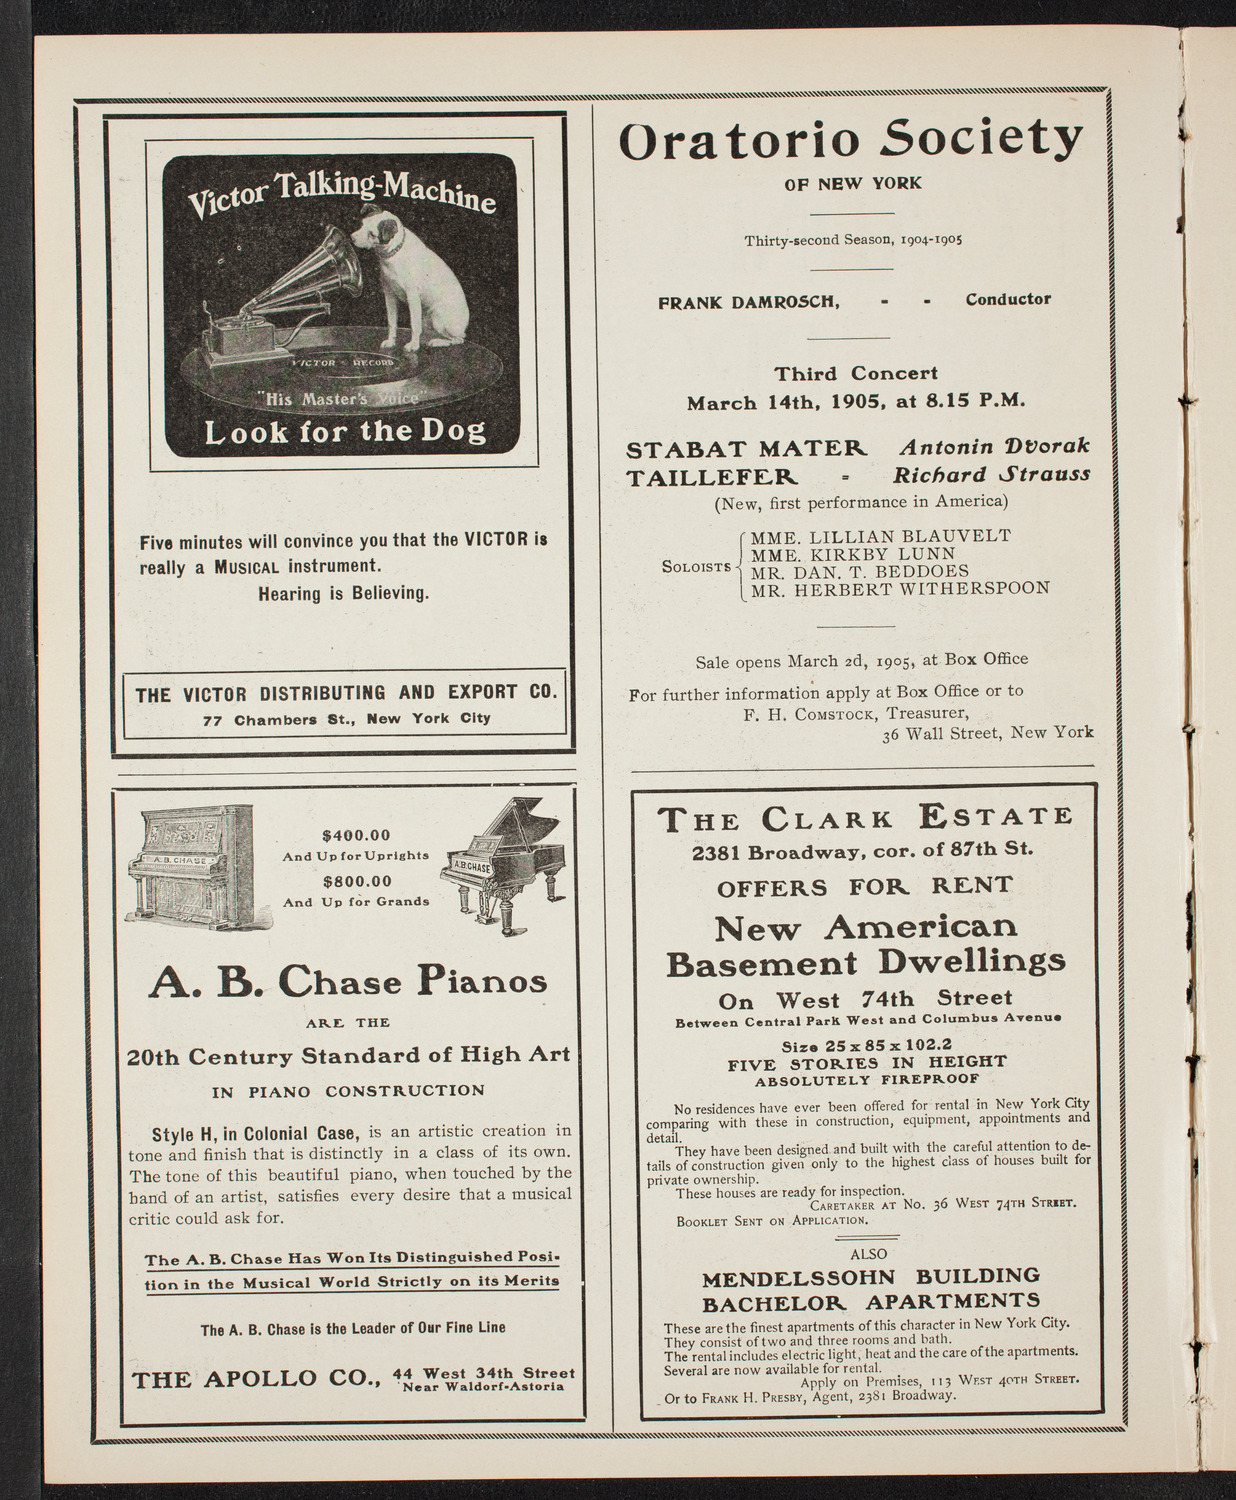 Victor Talking-Machine
VICTOR RECORD
"His Master's Voice"
Look for the Dog
Five minutes will convince you that the VICTOR is
really a MUSICAL instrument.
Hearing is Believing.
THE VICTOR DISTRIBUTING AND EXPORT CO.
77 Chambers St., New York City
A.B. CHASE
$400.00
And Up for Uprights
$800.00
And Up for Grands
A.B.CHASE
A. B. Chase Pianos
ARE THE
20th Century Standard of High Art
IN PIANO CONSTRUCTION
Style H, in Colonial Case, is an artistic creation in
tone and finish that is distinctly in a class of its own.
The tone of this beautiful piano, when touched by the
hand of an artist, satisfies every desire that a musical
critic could ask for.
The A. B. Chase Has Won Its Distinguished Posi-
tion in the Musical World Strictly on its Merits
The A. B. Chase is the Leader of Our Fine Line
THE APOLLO CO., 44 West 34th Street
Near Waldorf-Astoria
Oratorio Society
OF NEW YORK
Thirty-second Season, 1904-1905
FRANK DAMROSCH, - - Conductor
Third Concert
March 14th, 1905, at 8.15 P.M.
STABAT MATER Antonin Dvorak
TAILLEFER - Richard Strauss
(New, first performance in America)
SOLOISTS
MME. LILLIAN BLAUVELT
MME. KIRKBY LUNN
MR. DAN. T. BEDDOES
MR. HERBERT WITHERSPOON
Sale opens March 2d, 1905, at Box Office
For further information apply at Box Office or to
F. H. COMSTOCK, Treasurer,
36 Wall Street, New York
THE CLARK ESTATE
2381 Broadway, cor. of 87th St.
OFFERS FOR RENT
New American
Basement Dwellings
On West 74th Street
Between Central Park West and Columbus Avenue
Size 25 x 85 x 102.2
FIVE STORIES IN HEIGHT
ABSOLUTELY FIREPROOF
No residences have ever been offered for rental in New York City
comparing with these in construction, equipment, appointments and
detail.
They have been designed and built with the careful attention to de-
tails of construction given only to the highest class of houses built for
private ownership.
These houses are ready for inspection.
CARETAKER AT NO. 36 WEST 74TH STREET.
BOOKLET SENT ON APPLICATION.
ALSO
MENDELSSOHN BUILDING
BACHELOR APARTMENTS
These are the finest apartments of this character in New York City.
They consist of two and three rooms and bath.
The rental includes electric light, heat and the care of the apartments.
Several are now available for rental.
Apply on Premises, 113 WEST 40TH STREET.
Or to FRANK H. PRESBY, Agent, 2381 Broadway.